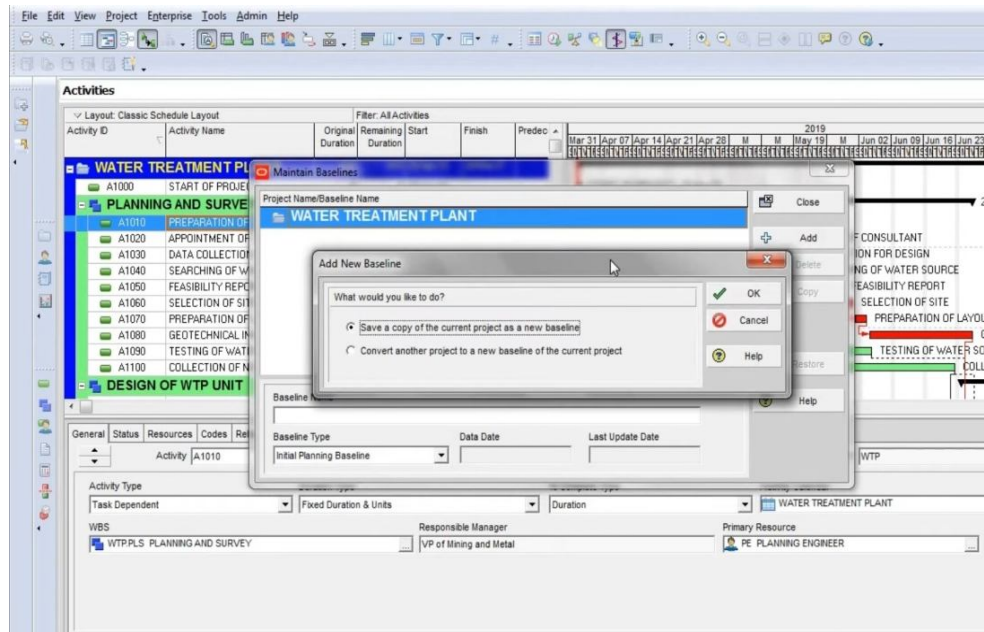 File Edit View Project Enterprise Tools Admin Help
Activities
Layout: Classic Schedule Layout Filter: All Activities
Activity ID Activity Name Original Duration Remaining Duration Start Finish Predec
2019
Mar 31 Apr 07 Apr 14 Apr 21 Apr 28 M M May 19 M Jun 02 Jun 09 Jun 16 Jun 23
WATER TREATMENT PL
A1000 START OF PROJE
PLANNING AND SURVE
A1010 PREPARATION OF
A1020 APPOINTMENT OF
A1030 DATA COLLECTION
A1040 SEARCHING OF W
A1050 FEASIBILITY REPO
A1060 SELECTION OF SIT
A1070 PREPARATION OF
A1080 GEOTECHNICAL IN
A1090 TESTING OF WAT
A1100 COLLECTION OF N
DESIGN OF WTP UNIT
F CONSULTANT
ION FOR DESIGN
NG OF WATER SOURCE
FEASIBILITY REPORT
SELECTION OF SITE
PREPARATION OF LAYOU
TESTING OF WATER SO
COLL
Maintain Baselines
Project Name/Baseline Name
WATER TREATMENT PLANT
Close
Add
Delete
Copy
Restore
Help
Add New Baseline
What would you like to do?
Save a copy of the current project as a new baseline
Convert another project to a new baseline of the current project
OK
Cancel
Help
Baseline Name
Baseline Type Data Date Last Update Date
Initial Planning Baseline
General Status Resources Codes Rel
Activity A1010 WTP
Activity Type
Task Dependent Fixed Duration & Units Duration WATER TREATMENT PLANT
WBS Responsible Manager Primary Resource
WTP.PLS PLANNING AND SURVEY VP of Mining and Metal PE PLANNING ENGINEER